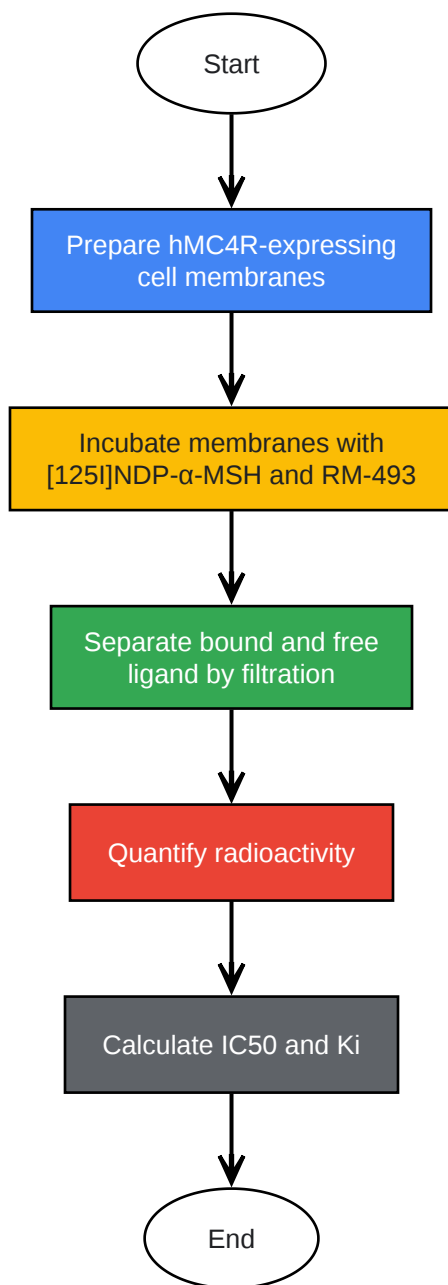 Start
Prepare hMC4R-expressing
cell membranes
Incubate membranes with
[125I]NDP-α-MSH and RM-493
Separate bound and free
ligand by filtration
Quantify radioactivity
Calculate IC50 and Ki
End